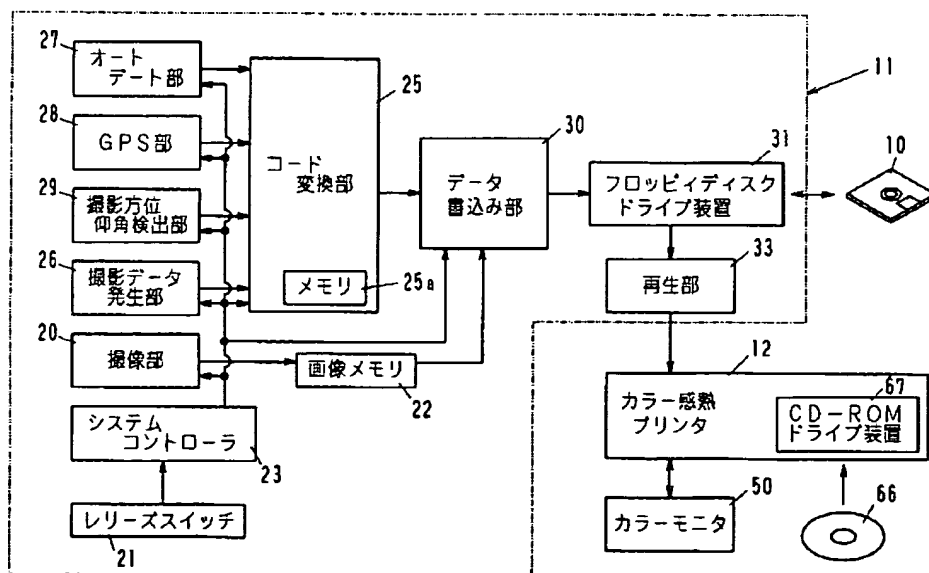 27
オート
デート部
28
GPS部
29
撮影方位
仰角検出部
26
撮影データ
発生部
20
撮像部
システム
コントローラ
23
レリーズスイッチ
21
25
コード
変換部
メモリ
25a
画像メモリ
22
30
データ
書込み部
31
フロッピィディスク
ドライブ装置
11
10
33
再生部
12
カラー感熱
プリンタ
67
CD-ROM
ドライブ装置
50
カラーモニタ
66